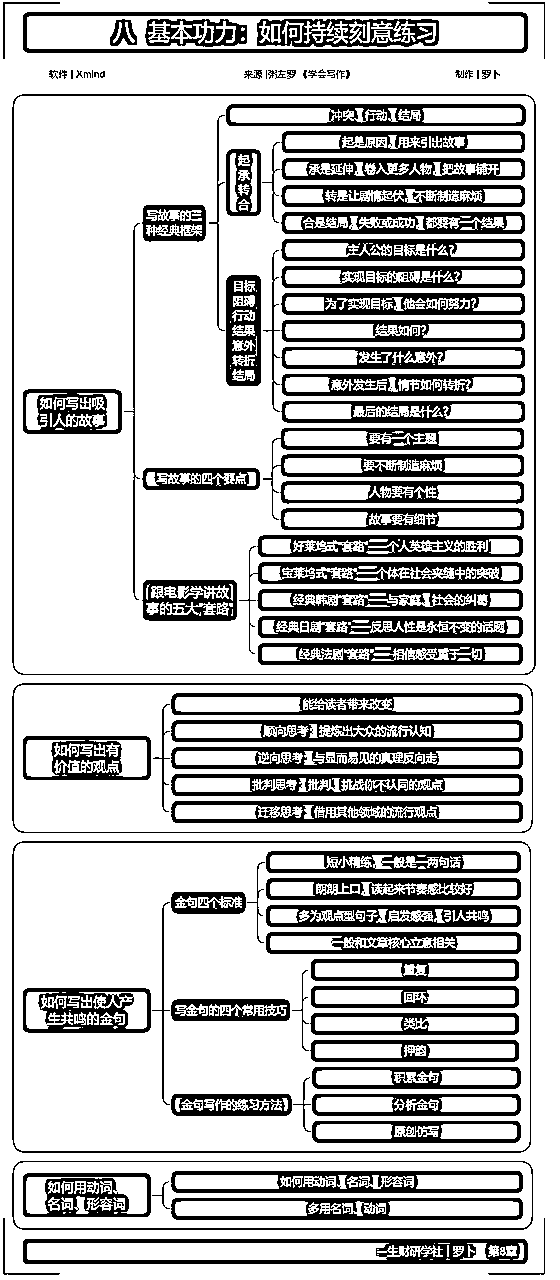 八 基本功力：如何持续刻意练习
软件 | Xmind
来源 | 粥左罗 《学会写作》
制作 | 罗卜
如何写出吸
引人的故事
写故事的三
种经典框架
冲突、行动、结局
起
承
转
合
起是原因，用来引出故事
承是延伸，卷入更多人物，把故事铺开
转是让剧情起伏，不断制造麻烦
合是结局，失败或成功，都要有一个结果
目标
阻碍
行动
结果
意外
转折
结局
主人公的目标是什么？
实现目标的阻碍是什么？
为了实现目标，他会如何努力？
结果如何？
发生了什么意外？
意外发生后，情节如何转折？
最后的结局是什么？
写故事的四个要点
要有一个主题
要不断制造麻烦
人物要有个性
故事要有细节
跟电影学讲故
事的五大“套路”
好莱坞式“套路”——个人英雄主义的胜利
宝莱坞式“套路”——个体在社会夹缝中的突破
经典韩剧“套路”——与家庭、社会的纠葛
经典日剧“套路”——反思人性是永恒不变的话题
经典法剧“套路”——相信感受重于一切
如何写出有
价值的观点
能给读者带来改变
顺向思考：提炼出大众的流行认知
逆向思考：与显而易见的真理反向走
批判思考：批判、挑战你不认同的观点
迁移思考：借用其他领域的流行观点
如何写出使人产
生共鸣的金句
金句四个标准
短小精练，一般是一两句话
朗朗上口，读起来节奏感比较好
多为观点型句子，启发感强，引人共鸣
一般和文章核心立意相关
写金句的四个常用技巧
重复
回环
类比
押韵
金句写作的练习方法
积累金句
分析金句
原创仿写
如何用动词、
名词、形容词
如何用动词、名词、形容词
多用名词、动词
生财研学社 | 罗卜 （第8章）